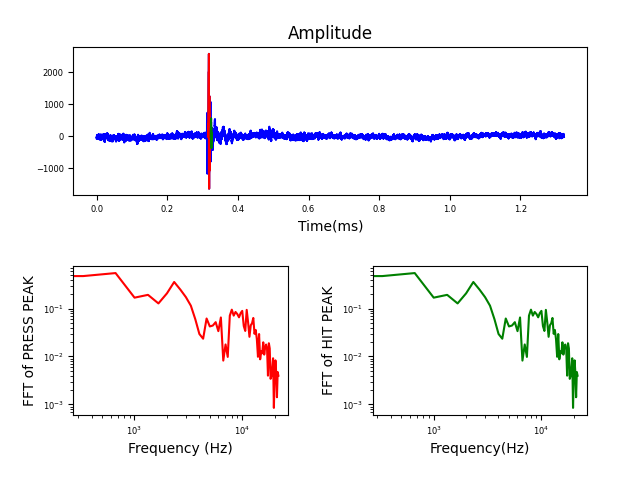 Amplitude
2000
1000
0
−1000
0.0 0.2 0.4 0.6 0.8 1.0 1.2
Time(ms)
FFT of PRESS PEAK
10⁻¹
10⁻²
10⁻³
10³ 10⁴
Frequency (Hz)
FFT of HIT PEAK
10⁻¹
10⁻²
10⁻³
10³ 10⁴
Frequency(Hz)